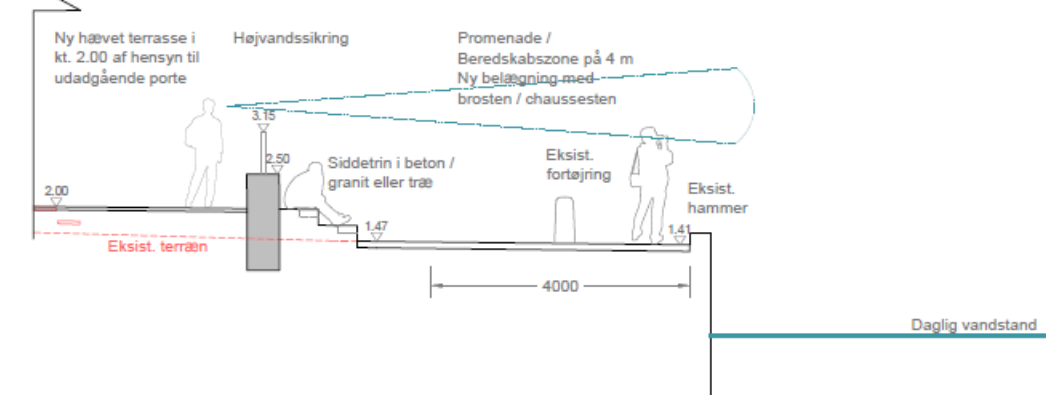 Ny hævet terrasse i
kt. 2.00 af hensyn til
udadgående porte
Højvandssikring
Promenade /
Beredskabszone på 4 m
Ny belægning med
brosten / chaussesten
3.15
2.50
Siddetrin i beton /
granit eller træ
Eksist.
fortøjring
Eksist.
hammer
2.00
1.47
1.41
Eksist. terræn
4000
Daglig vandstand